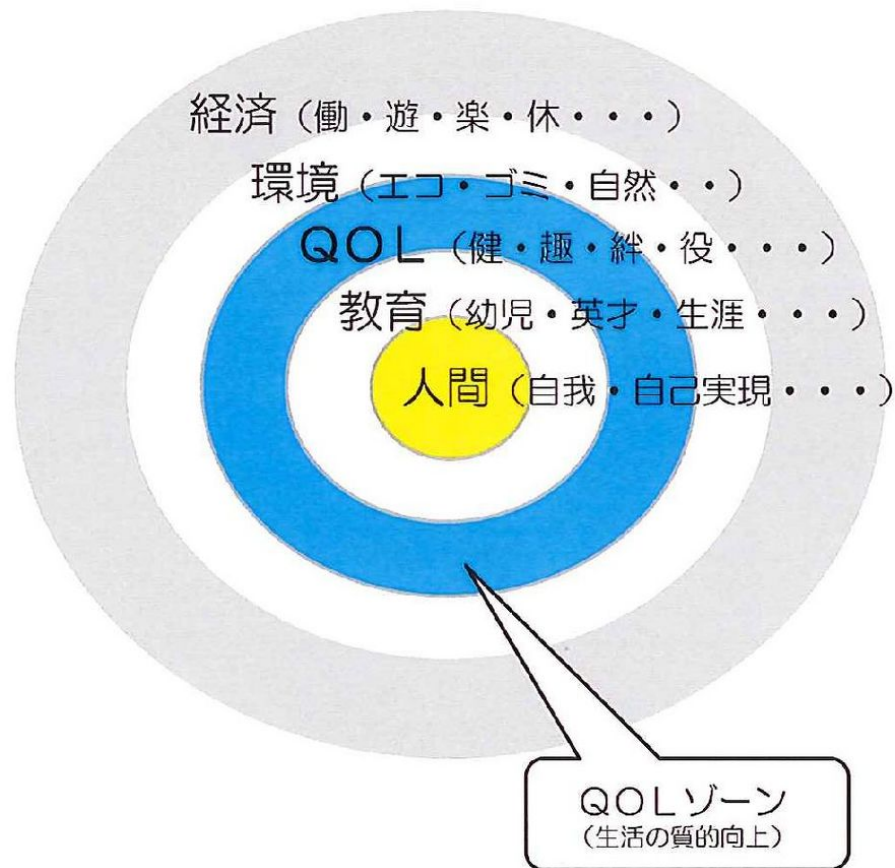 経済（働・遊・楽・休・・・）
環境（エコ・ゴミ・自然・・）
ＱＯＬ（健・趣・絆・役・・・）
教育（幼児・英才・生涯・・・）
人間（自我・自己実現・・・）
ＱＯＬゾーン
（生活の質的向上）